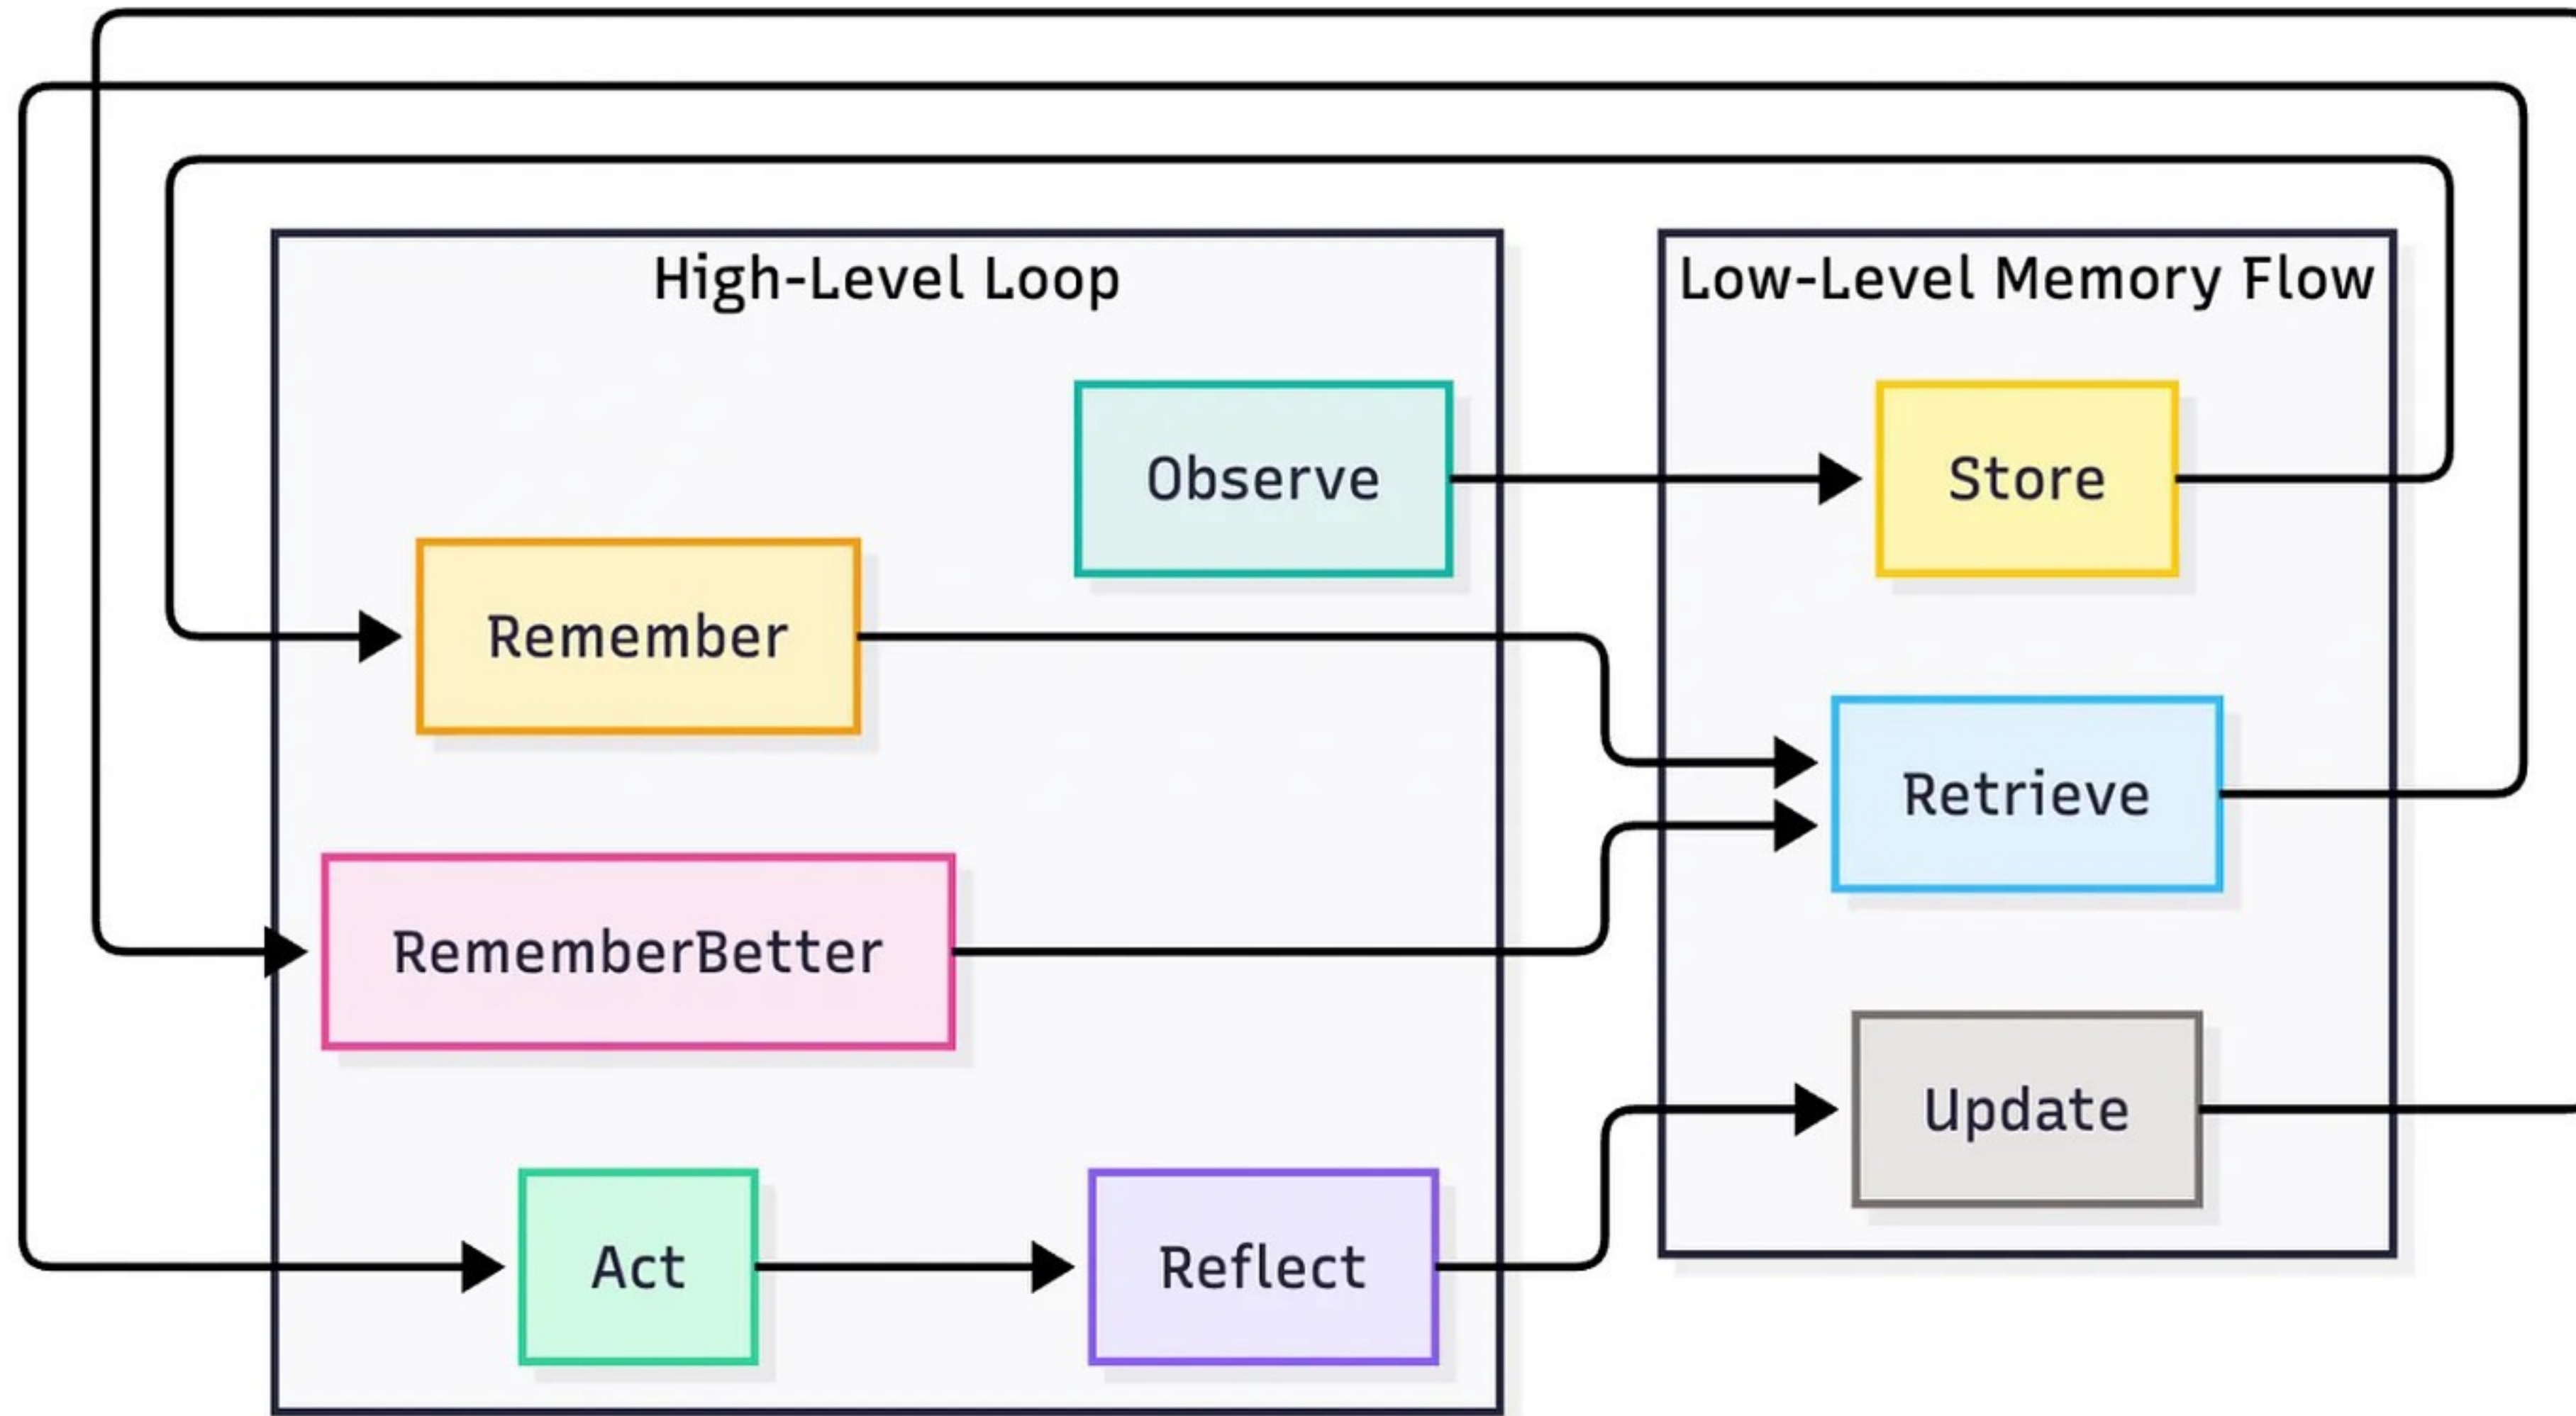 High-Level Loop
Low-Level Memory Flow
Observe
Store
Remember
Retrieve
RememberBetter
Update
Act
Reflect